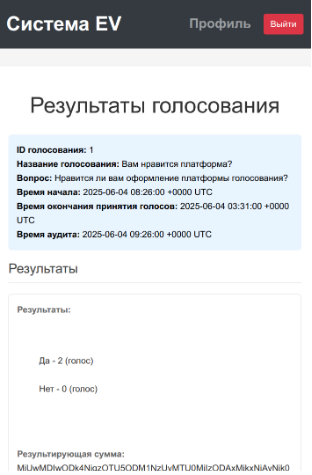 Система EV Профиль Выйти
Результаты голосования
ID голосования: 1
Название голосования: Вам нравится платформа?
Вопрос: Нравится ли вам оформление платформы голосования?
Время начала: 2025-06-04 08:26:00 +0000 UTC
Время окончания принятия голосов: 2025-06-04 03:31:00 +0000
UTC
Время аудита: 2025-06-04 09:26:00 +0000 UTC
Результаты
Результаты:
Да - 2 (голос)
Нет - 0 (голос)
Результирующая сумма: